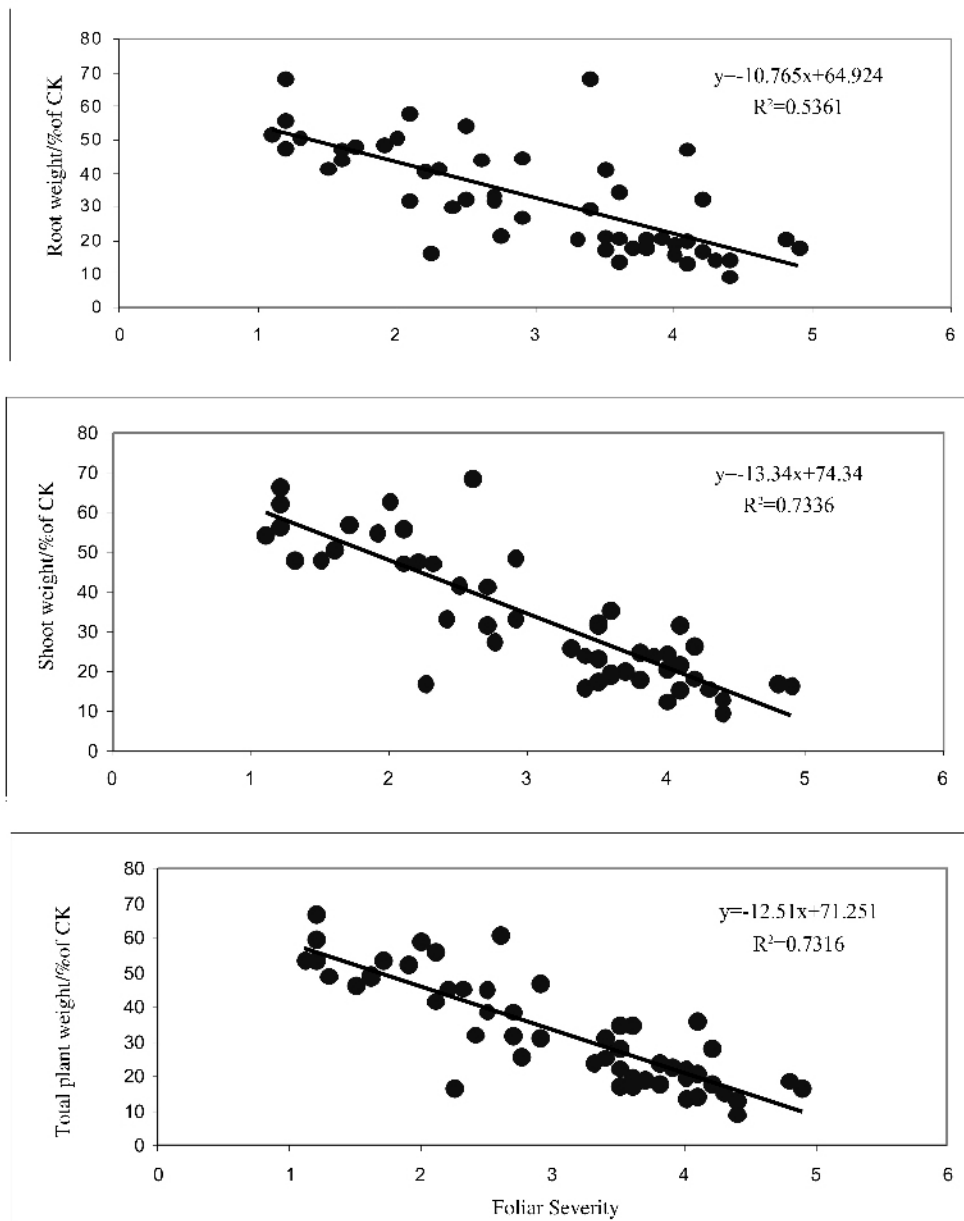 80
70
60
50
40
30
20
10
0
Root weight/%of CK
y=-10.765x+64.924
R²=0.5361
0 1 2 3 4 5 6
80
70
60
50
40
30
20
10
0
Shoot weight/%of CK
y=-13.34x+74.34
R²=0.7336
0 1 2 3 4 5 6
80
70
60
50
40
30
20
10
0
Total plant weight/%of CK
y=-12.51x+71.251
R²=0.7316
0 1 2 3 4 5 6
Foliar Severity